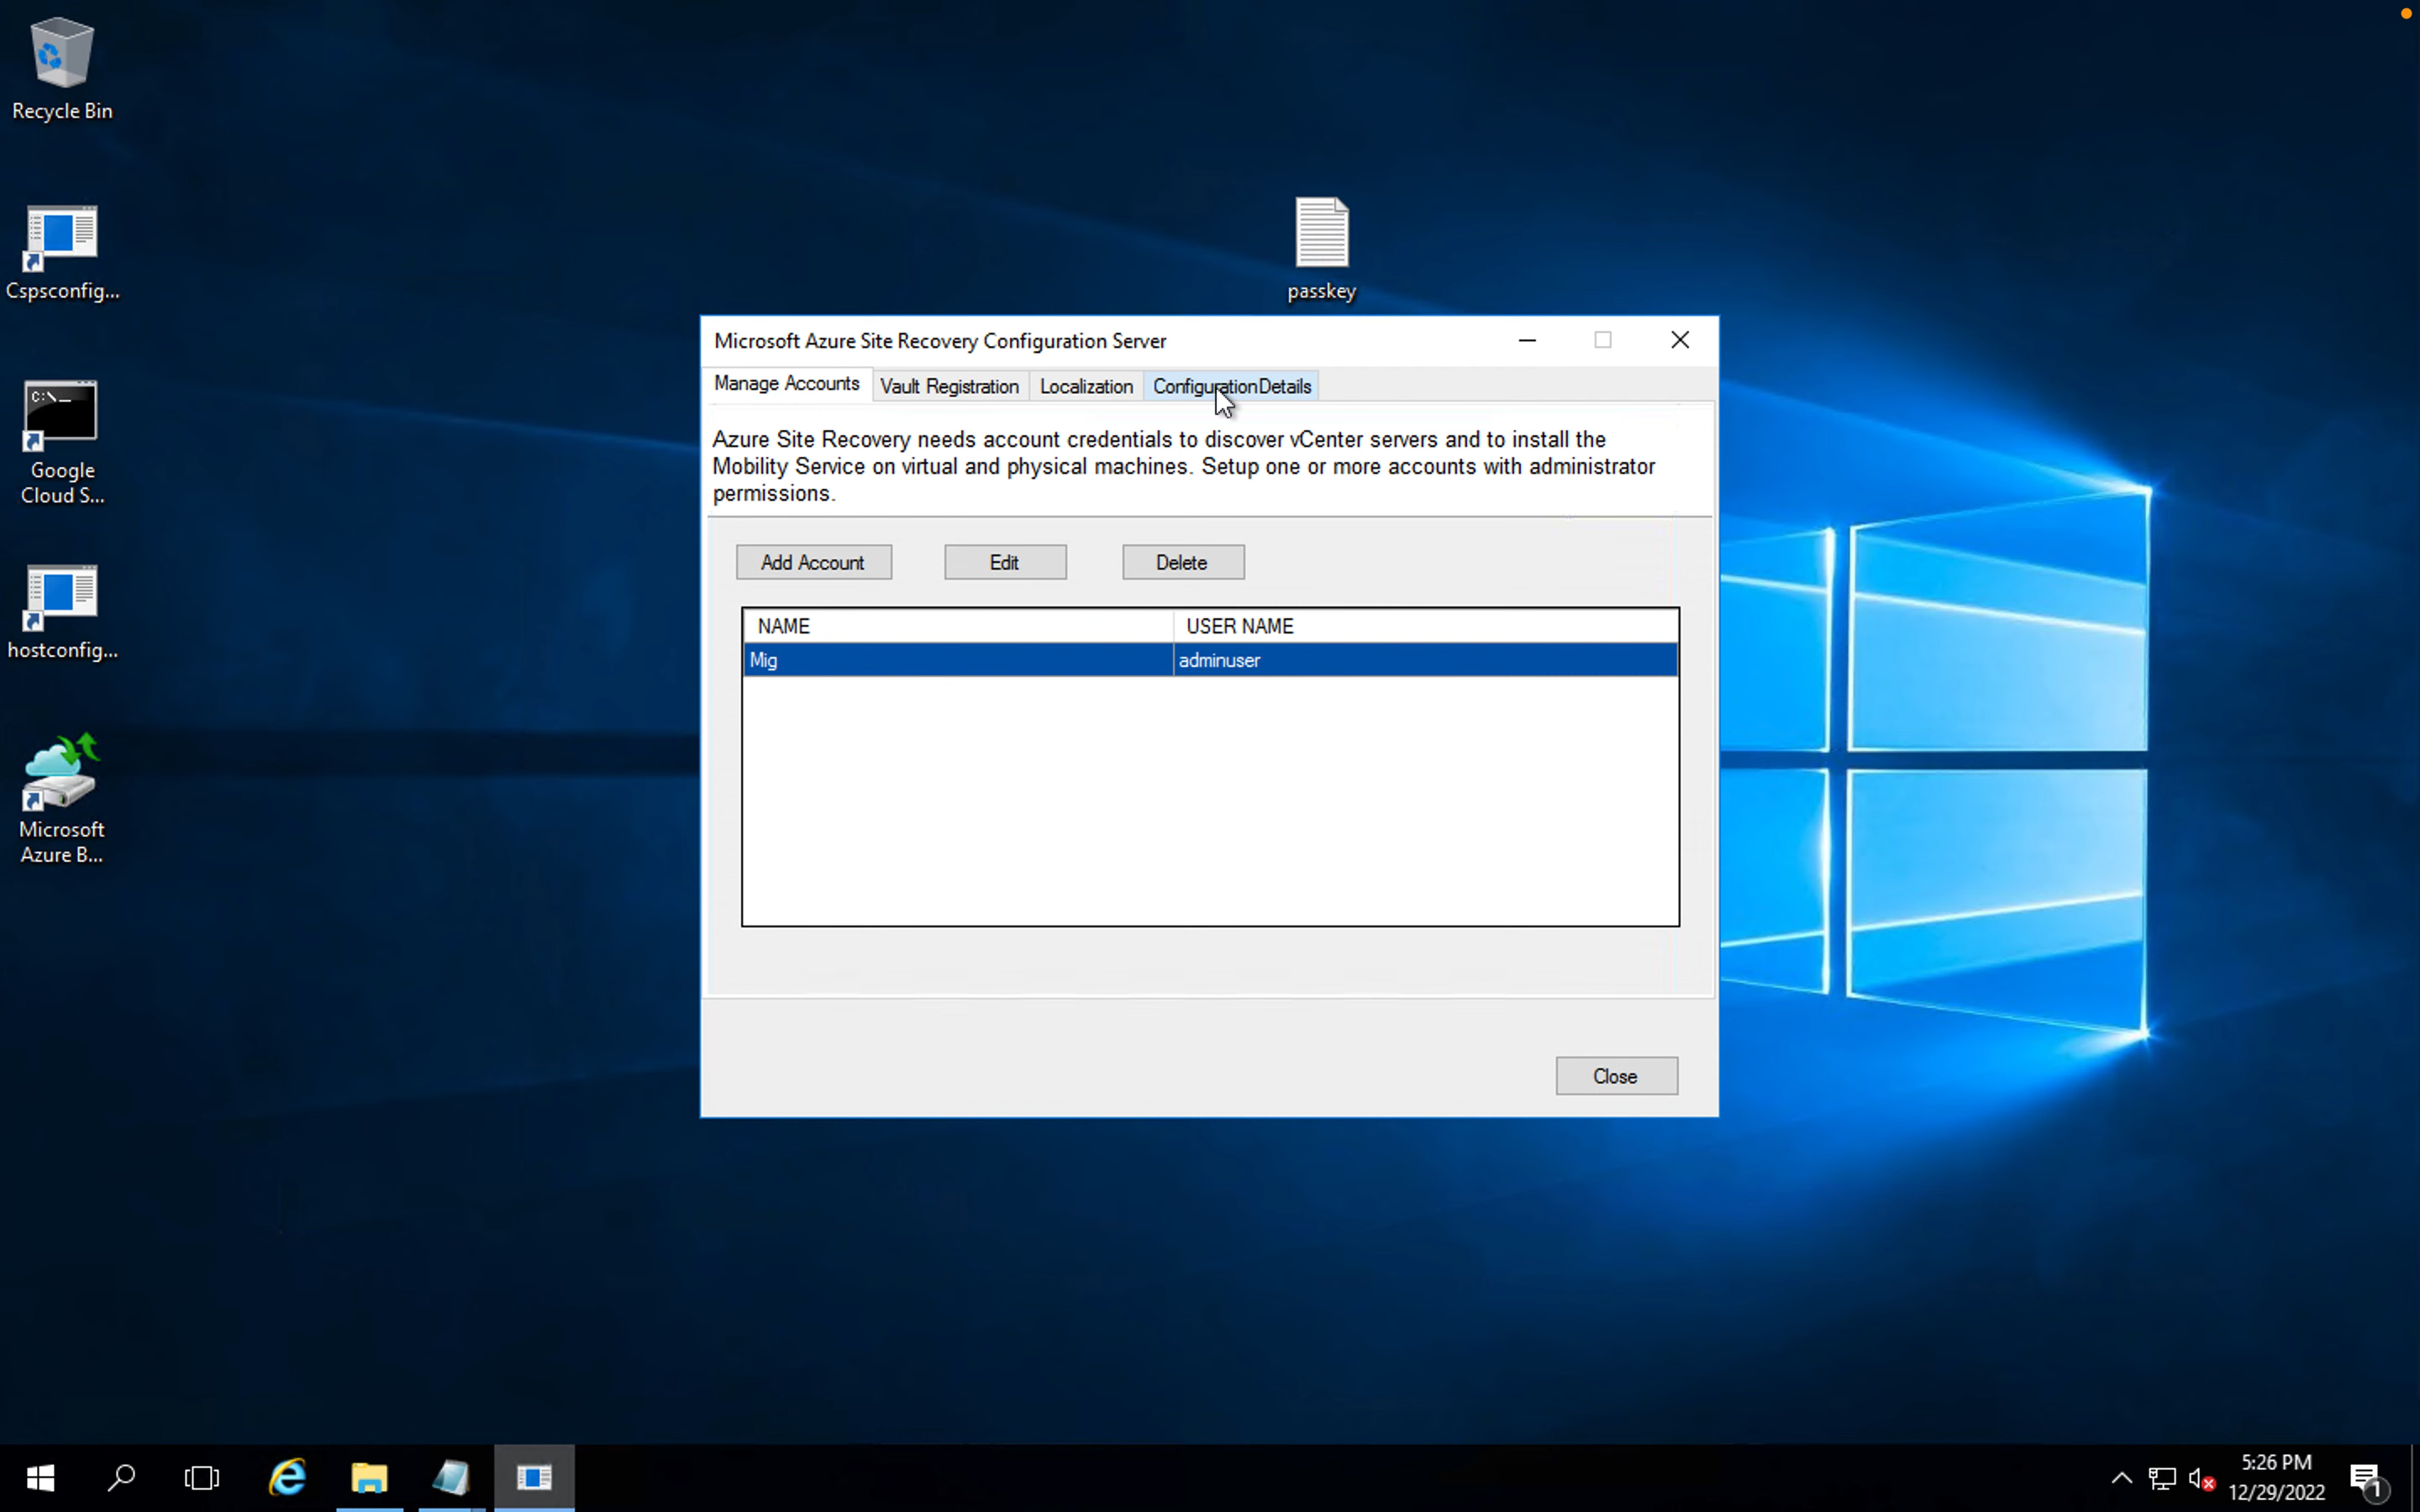 Recycle Bin
Cspsconfig...
C:\_
Google
Cloud S...
hostconfig...
Microsoft
Azure B...
passkey
Microsoft Azure Site Recovery Configuration Server
Manage Accounts
Vault Registration
Localization
ConfigurationDetails
Azure Site Recovery needs account credentials to discover vCenter servers and to install the
Mobility Service on virtual and physical machines. Setup one or more accounts with administrator
permissions.
Add Account
Edit
Delete
NAME
USER NAME
Mig
adminuser
Close
5:26 PM
12/29/2022
1